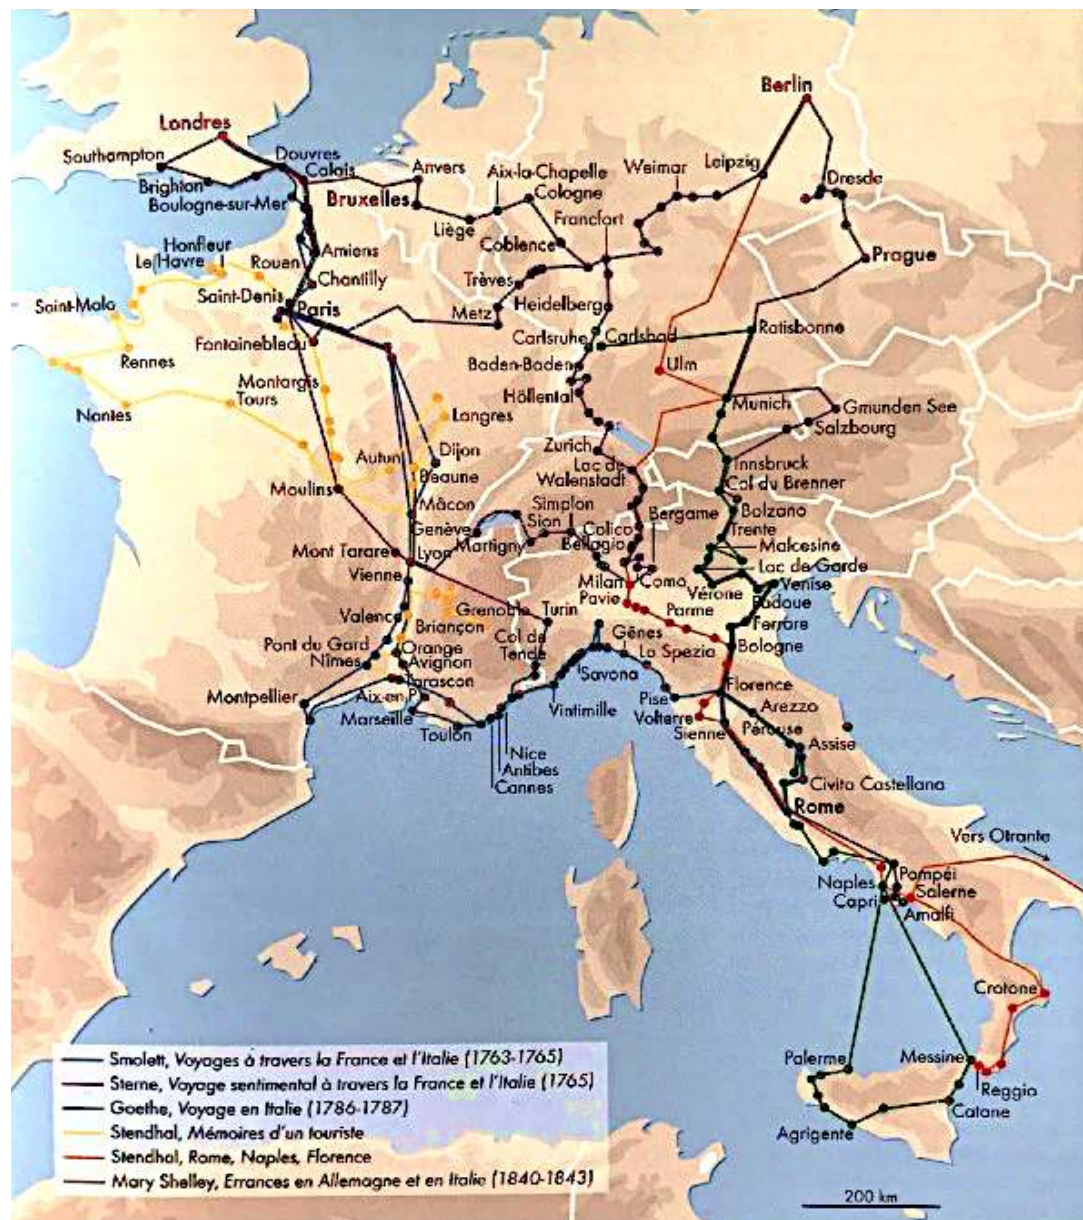 Berlin
Londres
Southampton
Douvres
Calais
Anvers
Aix-la-Chapelle
Cologne
Weimar
Leipzig
Dresde
Brighton
Boulogne-sur-Mer
Bruxelles
Liège
Francfort
Honfleur
Le Havre
Rouen
Amiens
Coblence
Prague
Chantilly
Trèves
Saint-Malo
Saint-Denis
Paris
Metz
Heidelberg
Fontainebleau
Carlsruhe
Carlsbad
Ratisbonne
Rennes
Baden-Baden
Ulm
Montargis
Höllental
Nantes
Tours
Langres
Munich
Gmunden See
Salzbourg
Autun
Dijon
Zurich
Beaune
Lac de
Walenstadt
Innsbruck
Moulins
Col du Brenner
Mâcon
Simplon
Bergame
Bolzano
Genève
Sion
Colico
Trente
Mont Tarare
Lyon
Martigny
Bellagio
Malcesine
Vienne
Lac de Garde
Milan
Como
Vérone
Venise
Pavie
Padoue
Valence
Grenoble
Turin
Parme
Ferrare
Briançon
Pont du Gard
Orange
Col de
Tende
Gênes
La Spezia
Bologne
Nîmes
Avignon
Tarascon
Savona
Montpellier
Aix-en-P
Florence
Marseille
Vintimille
Pise
Arezzo
Volterre
Toulon
Sienne
Pérouse
Assise
Nice
Antibes
Cannes
Civita Castellana
Rome
Vers Otrante
Naples
Pompéi
Salerne
Capri
Amalfi
Crotone
Palerme
Messine
Reggio
Catane
Agrigente
Smolett, Voyages à travers la France et l'Italie (1763-1765)
Sterne, Voyage sentimental à travers la France et l'Italie (1765)
Goethe, Voyage en Italie (1786-1787)
Stendhal, Mémoires d'un touriste
Stendhal, Rome, Naples, Florence
Mary Shelley, Errances en Allemagne et en Italie (1840-1843)
200 km